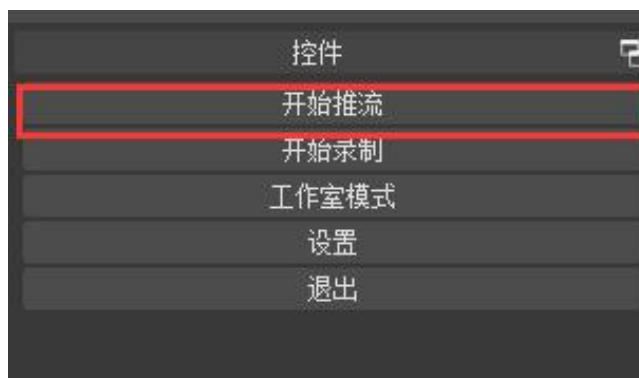 控件
开始推流
开始录制
工作室模式
设置
退出